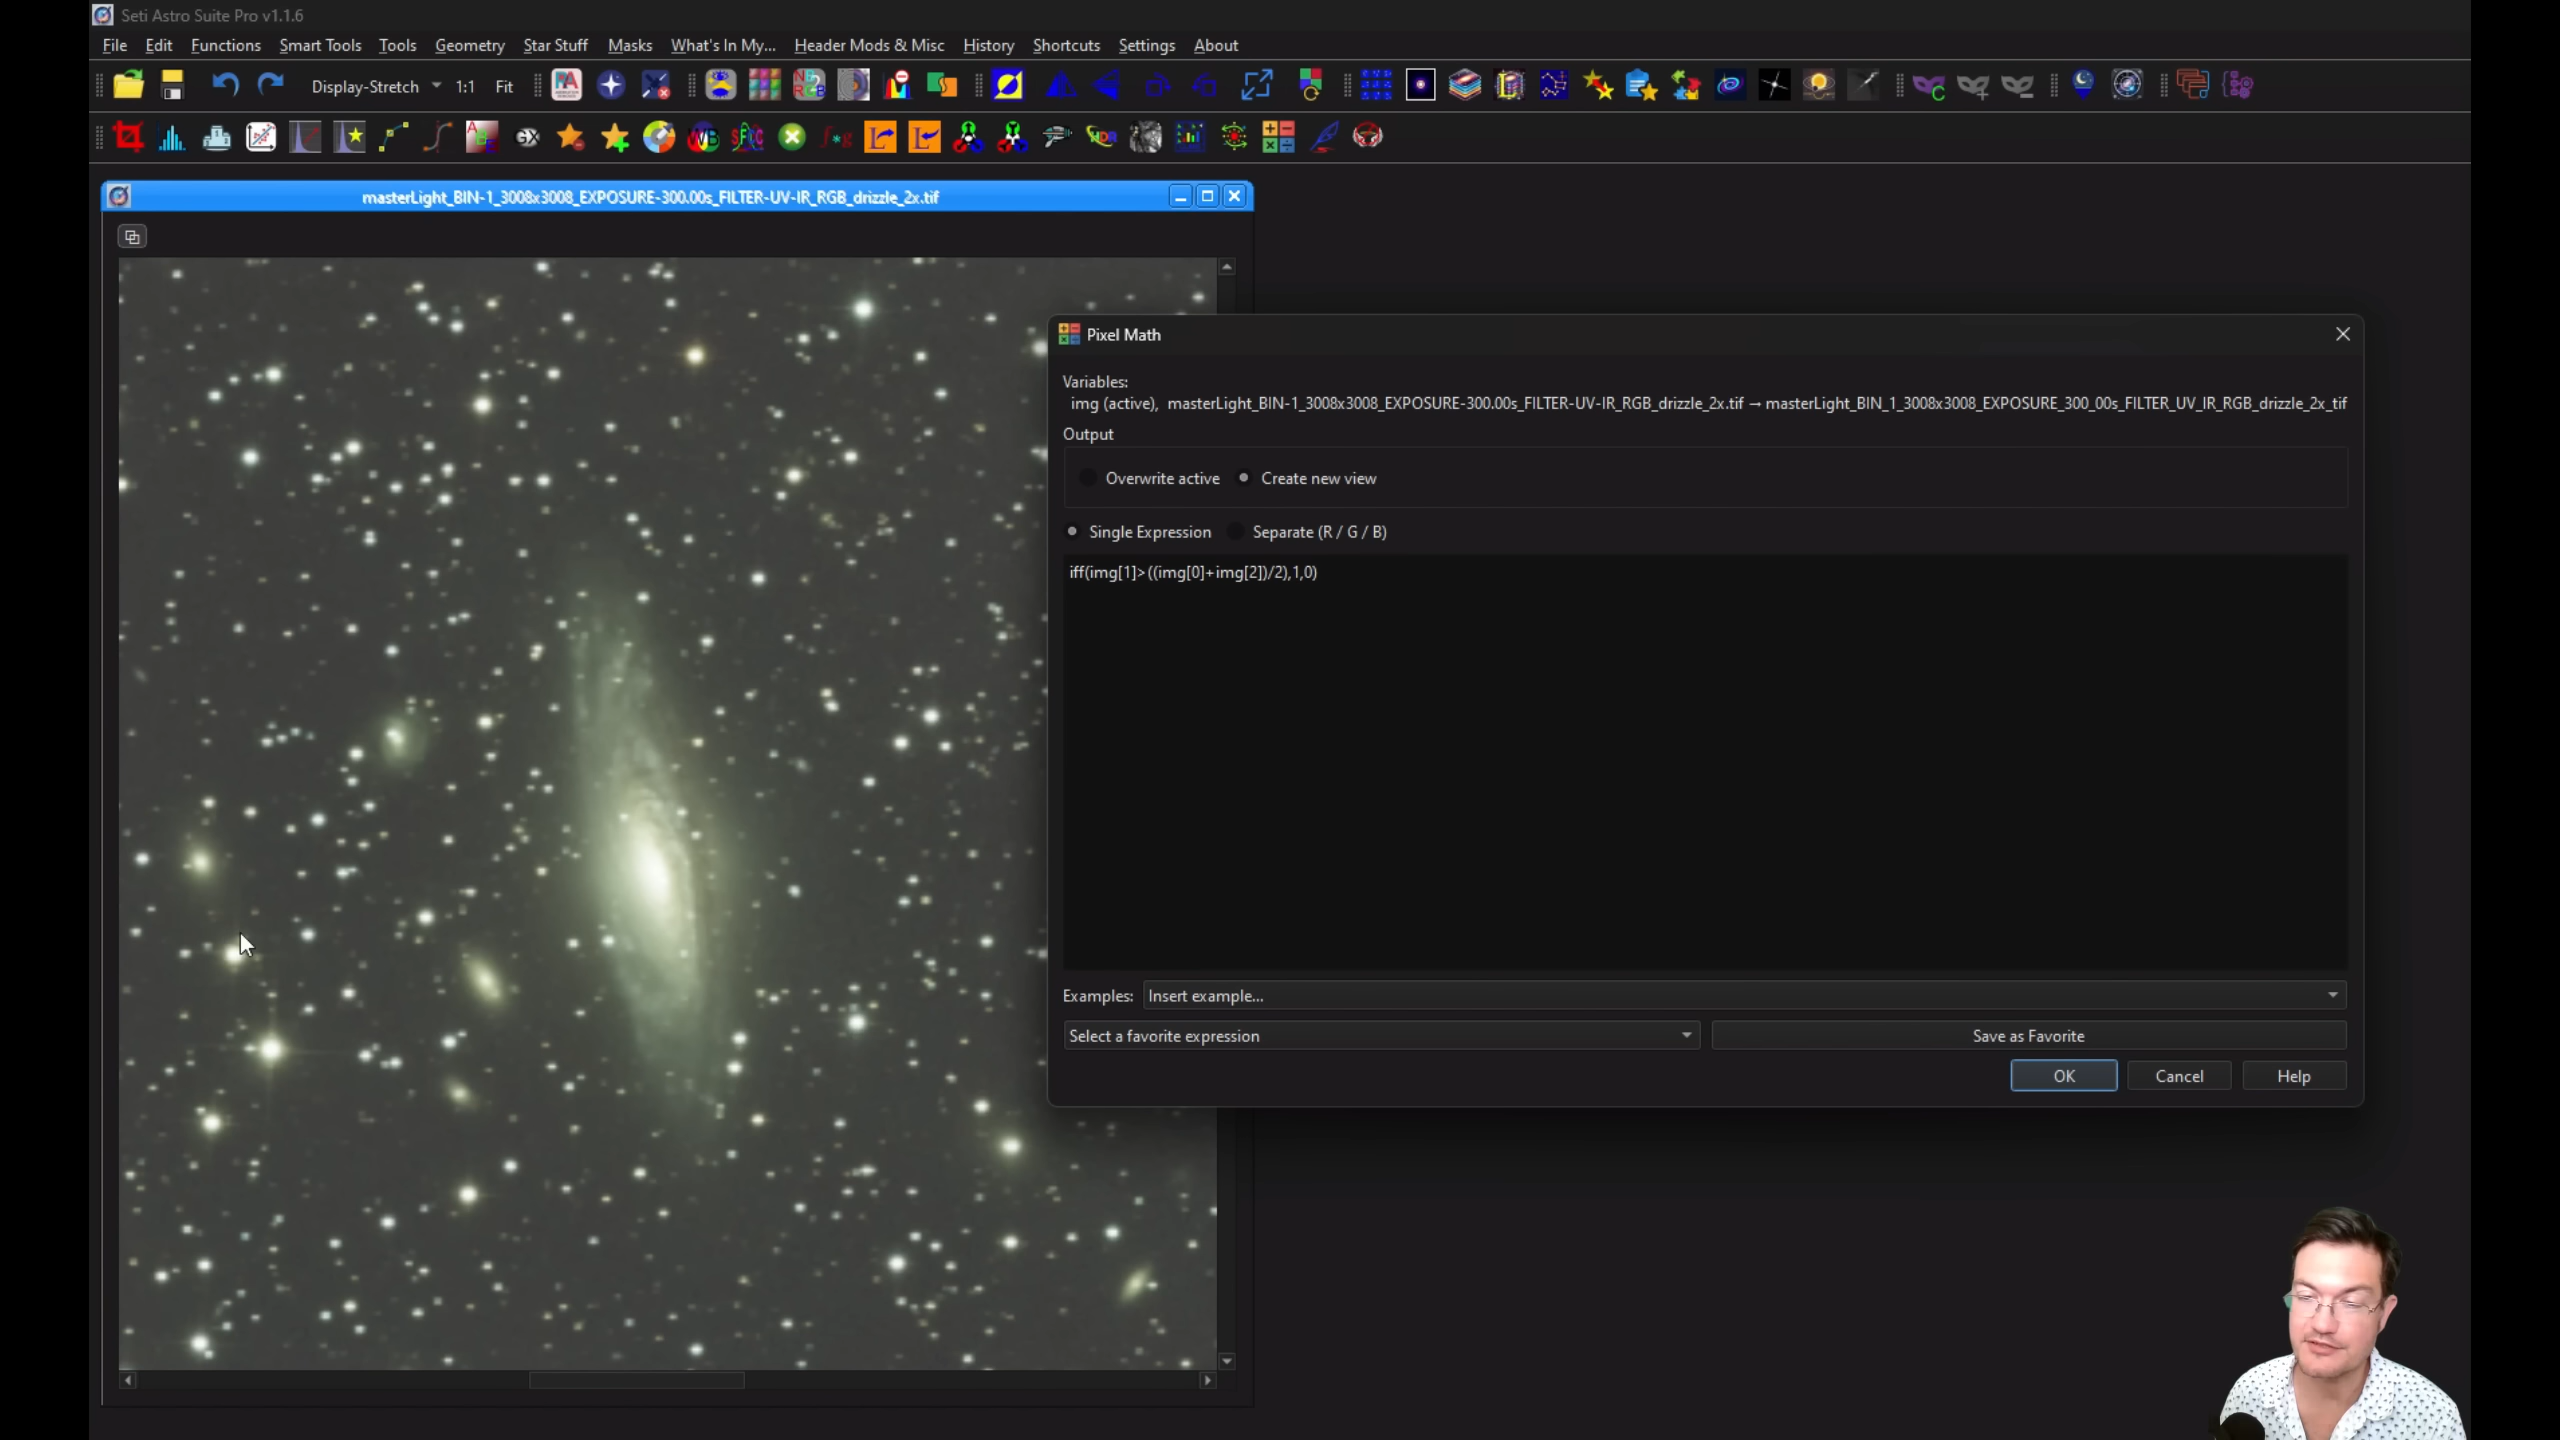 Seti Astro Suite Pro v1.1.6
File Edit Functions Smart Tools Tools Geometry Star Stuff Masks What's In My... Header Mods & Misc History Shortcuts Settings About
Display-Stretch 1:1 Fit
masterLight_BIN-1_3008x3008_EXPOSURE-300.00s_FILTER-UV-IR_RGB_drizzle_2x.tif
Pixel Math
Variables:
img (active), masterLight_BIN-1_3008x3008_EXPOSURE-300.00s_FILTER-UV-IR_RGB_drizzle_2x.tif → masterLight_BIN_1_3008x3008_EXPOSURE_300_00s_FILTER_UV_IR_RGB_drizzle_2x_tif
Output
Overwrite active Create new view
Single Expression Separate (R / G / B)
iff(img[1]>((img[0]+img[2])/2),1,0)
Examples: Insert example...
Select a favorite expression Save as Favorite
OK Cancel Help